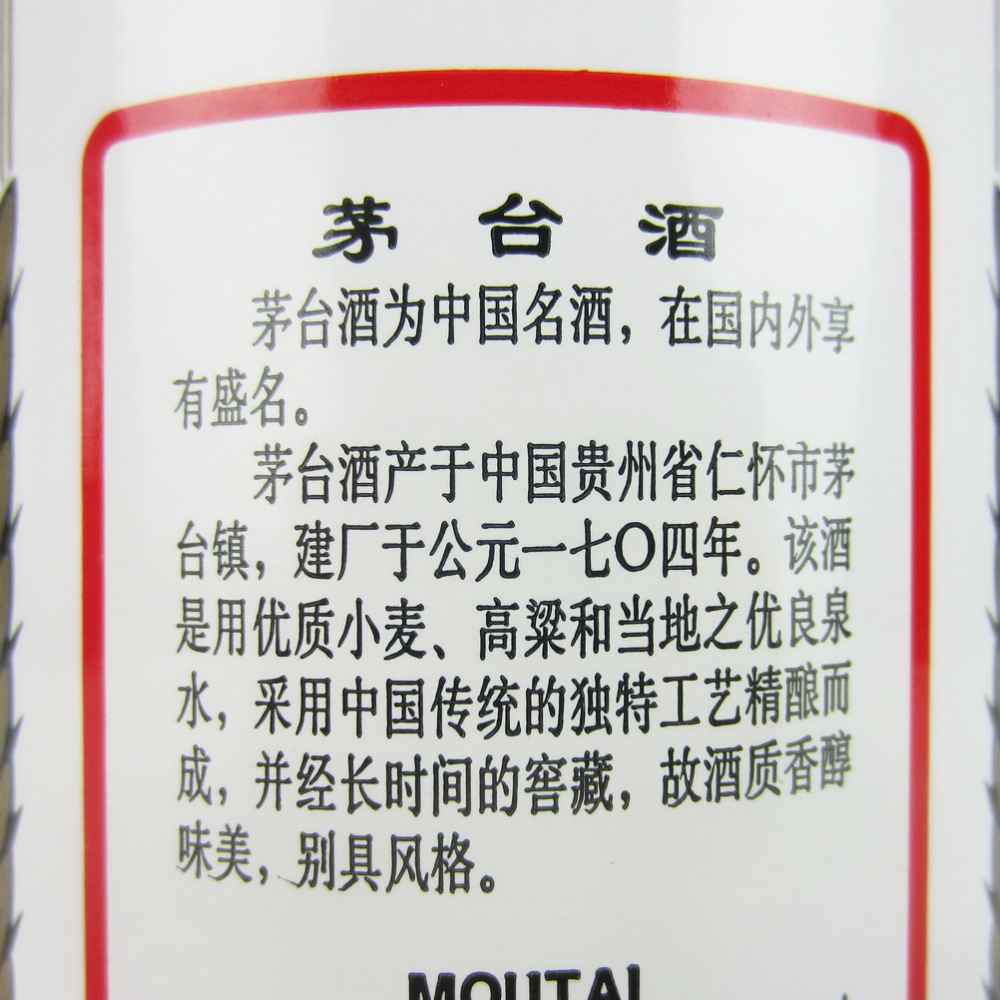 茅台酒
茅台酒为中国名酒，在国内外享
有盛名。
茅台酒产于中国贵州省仁怀市茅
台镇，建厂于公元一七〇四年。该酒
是用优质小麦、高粱和当地之优良泉
水，采用中国传统的独特工艺精酿而
成，并经长时间的窖藏，故酒质香醇
味美，别具风格。
MOUTAI